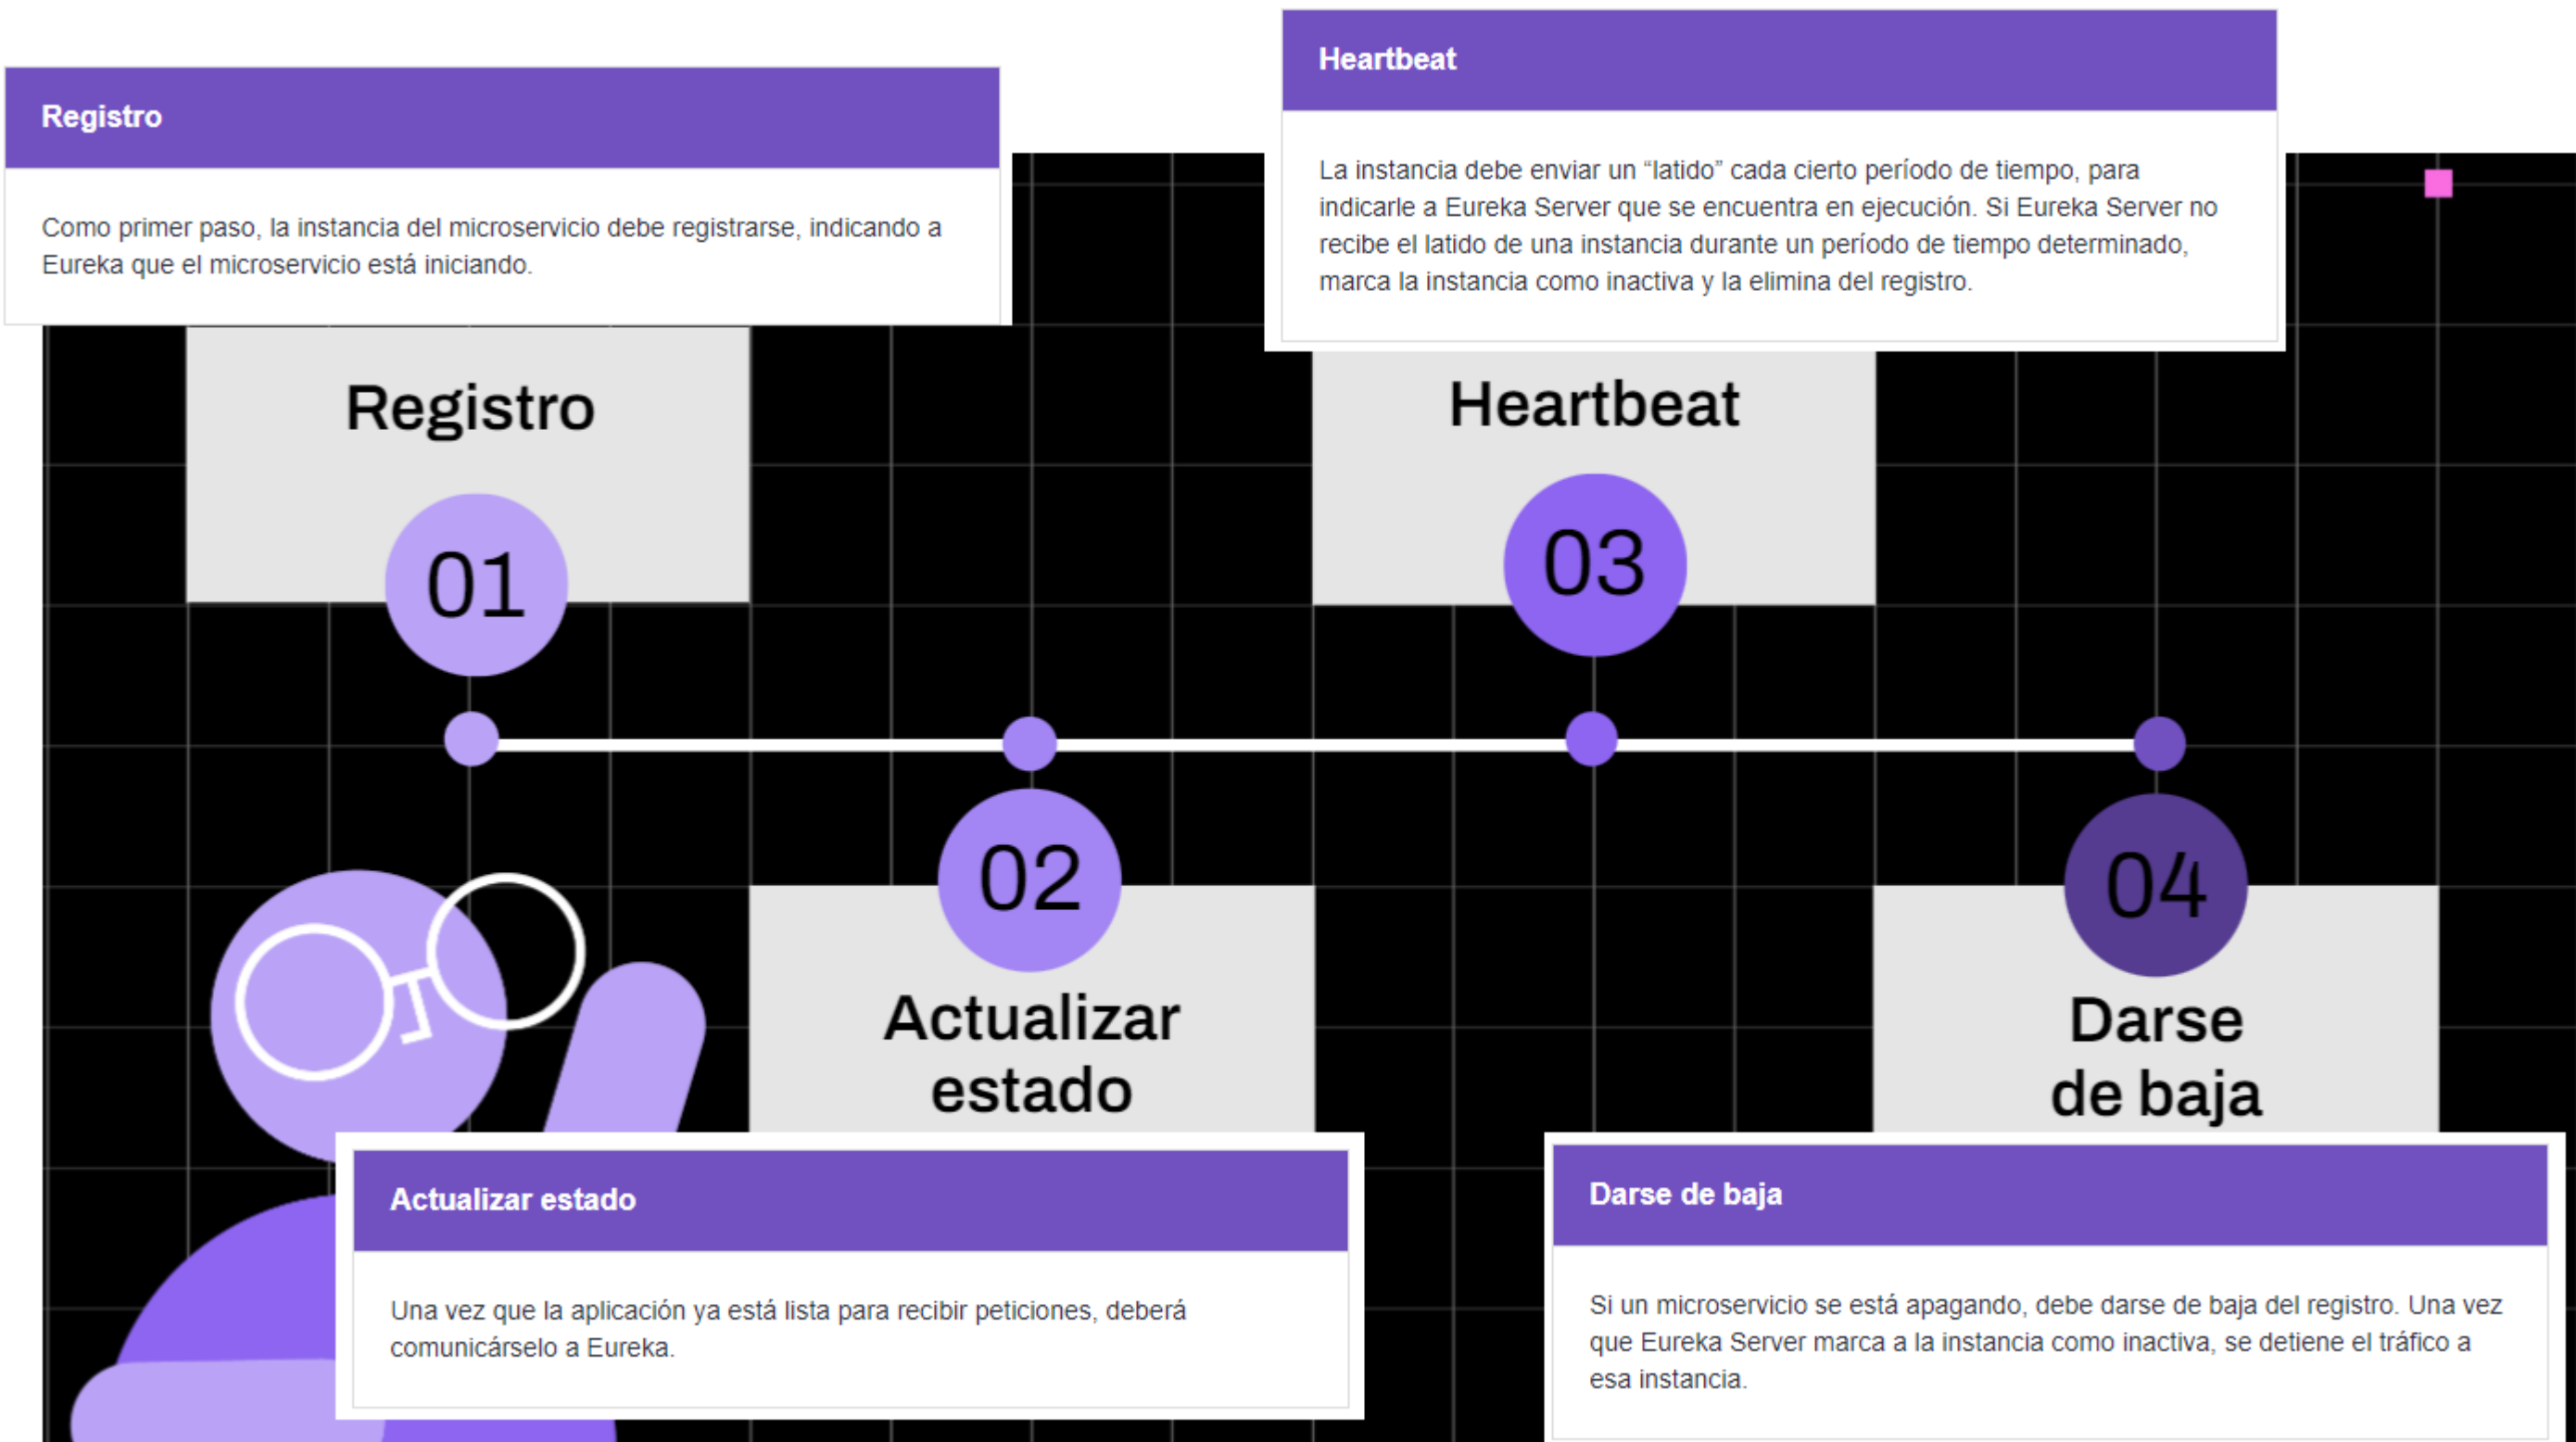 Registro
Como primer paso, la instancia del microservicio debe registrarse, indicando a
Eureka que el microservicio está iniciando.
Registro
01
Heartbeat
La instancia debe enviar un “latido” cada cierto período de tiempo, para
indicarle a Eureka Server que se encuentra en ejecución. Si Eureka Server no
recibe el latido de una instancia durante un período de tiempo determinado,
marca la instancia como inactiva y la elimina del registro.
Heartbeat
03
02
Actualizar
estado
Actualizar estado
Una vez que la aplicación ya está lista para recibir peticiones, deberá
comunicárselo a Eureka.
04
Darse
de baja
Darse de baja
Si un microservicio se está apagando, debe darse de baja del registro. Una vez
que Eureka Server marca a la instancia como inactiva, se detiene el tráfico a
esa instancia.